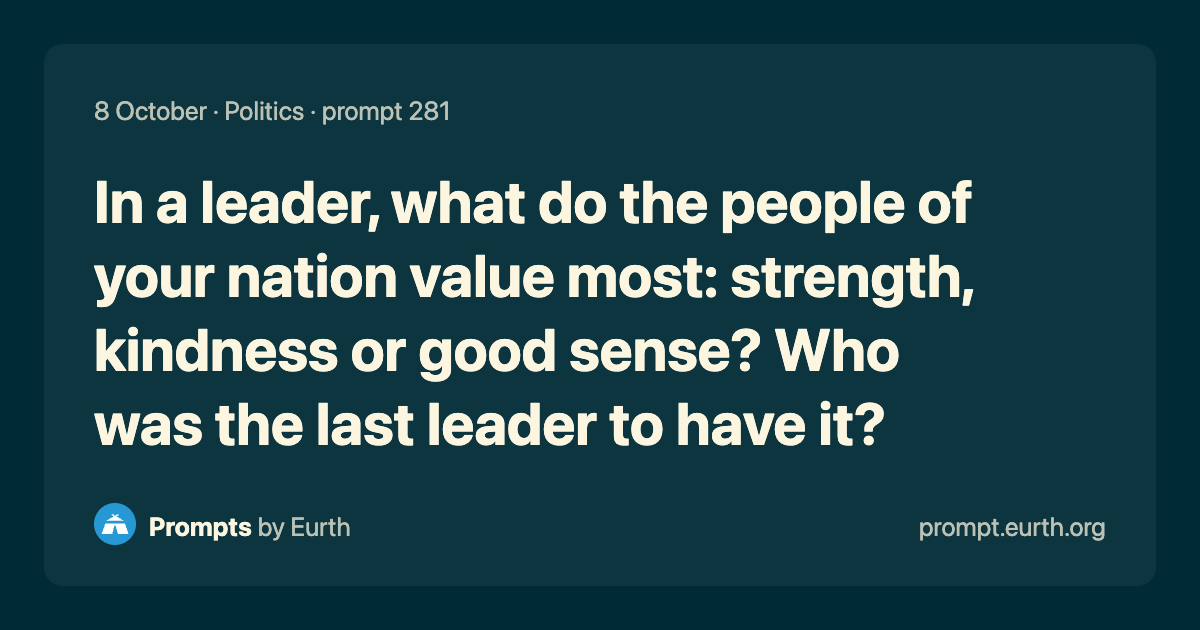 8 October · Politics · prompt 281
In a leader, what do the people of
your nation value most: strength,
kindness or good sense? Who
was the last leader to have it?
Prompts by Eurth
prompt.eurth.org